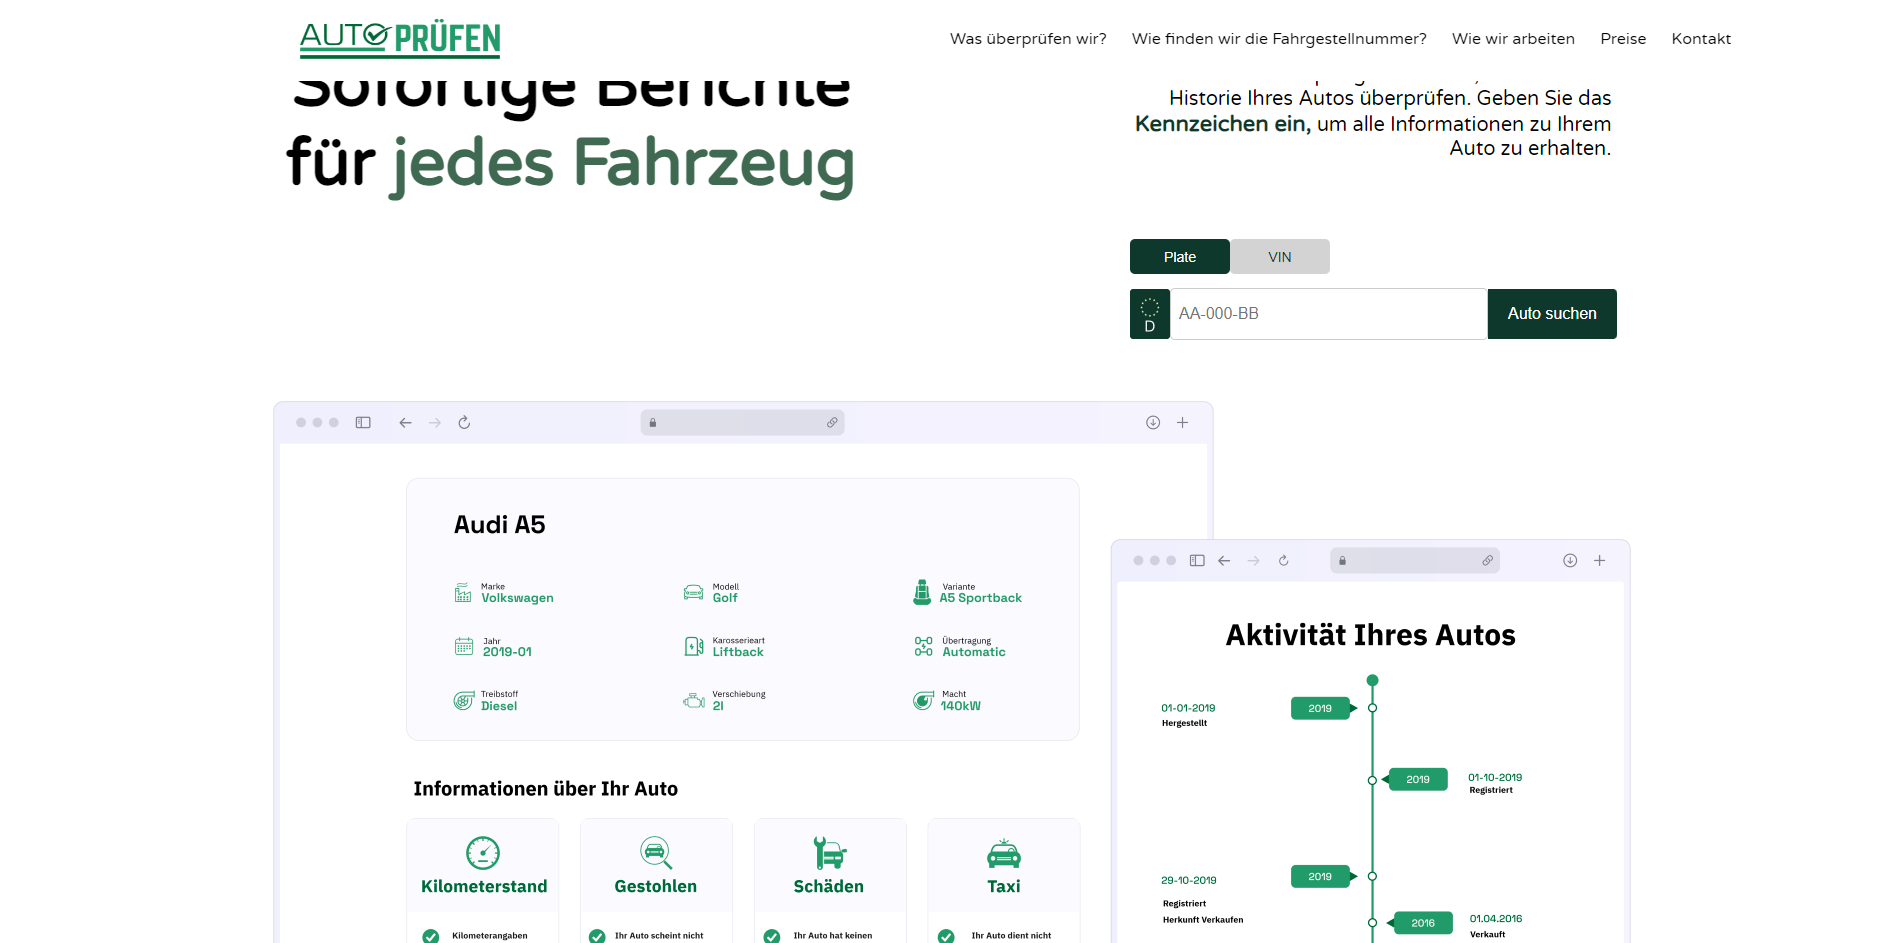 AUTO PRÜFEN
Was überprüfen wir? Wie finden wir die Fahrgestellnummer? Wie wir arbeiten Preise Kontakt
Sofortige Berichte
für jedes Fahrzeug
Historie Ihres Autos überprüfen. Geben Sie das
Kennzeichen ein, um alle Informationen zu Ihrem
Auto zu erhalten.
Plate VIN
D AA-000-BB Auto suchen
Audi A5
Marke
Volkswagen
Modell
Golf
Variante
A5 Sportback
Jahr
2019-01
Karosserieart
Liftback
Übertragung
Automatic
Treibstoff
Diesel
Verschiebung
2l
Macht
140kW
Informationen über Ihr Auto
Kilometerstand
Kilometerangaben
Gestohlen
Ihr Auto scheint nicht
Schäden
Ihr Auto hat keinen
Taxi
Ihr Auto dient nicht
Aktivität Ihres Autos
01-01-2019 2019
Hergestellt
2019 01-10-2019
Registriert
29-10-2019 2019
Registriert
Herkunft Verkaufen
2016 01.04.2016
Verkauft